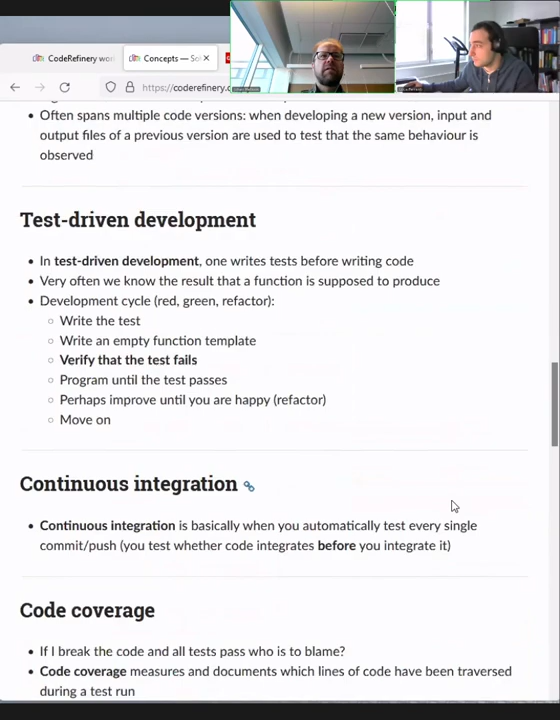 CodeRefinery wor
Concepts — Sol
https://coderefinery.o
Often spans multiple code versions: when developing a new version, input and
output files of a previous version are used to test that the same behaviour is
observed
Test-driven development
In test-driven development, one writes tests before writing code
Very often we know the result that a function is supposed to produce
Development cycle (red, green, refactor):
Write the test
Write an empty function template
Verify that the test fails
Program until the test passes
Perhaps improve until you are happy (refactor)
Move on
Continuous integration
Continuous integration is basically when you automatically test every single
commit/push (you test whether code integrates before you integrate it)
Code coverage
If I break the code and all tests pass who is to blame?
Code coverage measures and documents which lines of code have been traversed
during a test run